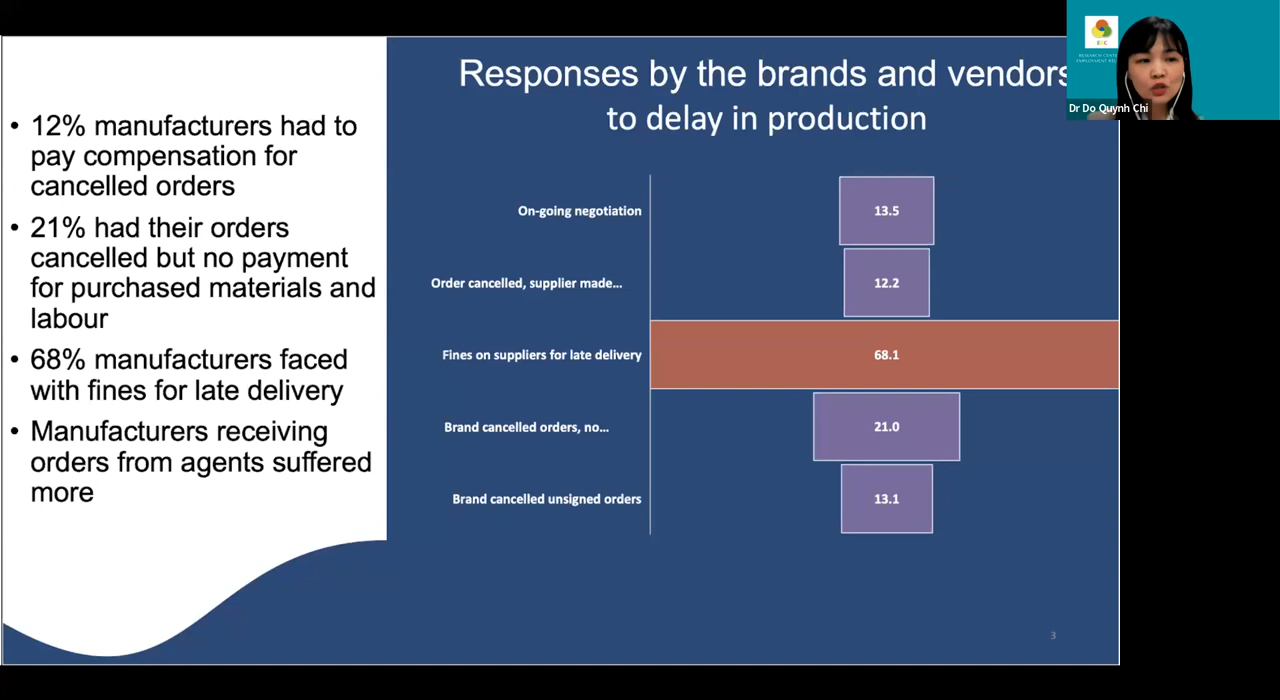 Responses by the brands and vendors
to delay in production
• 12% manufacturers had to
pay compensation for
cancelled orders
• 21% had their orders
cancelled but no payment
for purchased materials and
labour
• 68% manufacturers faced
with fines for late delivery
• Manufacturers receiving
orders from agents suffered
more
On-going negotiation 13.5
Order cancelled, supplier made... 12.2
Fines on suppliers for late delivery 68.1
Brand cancelled orders, no... 21.0
Brand cancelled unsigned orders 13.1
3
RESEARCH CENT
EMPLOYMENT REL
Dr Do Quynh Chi